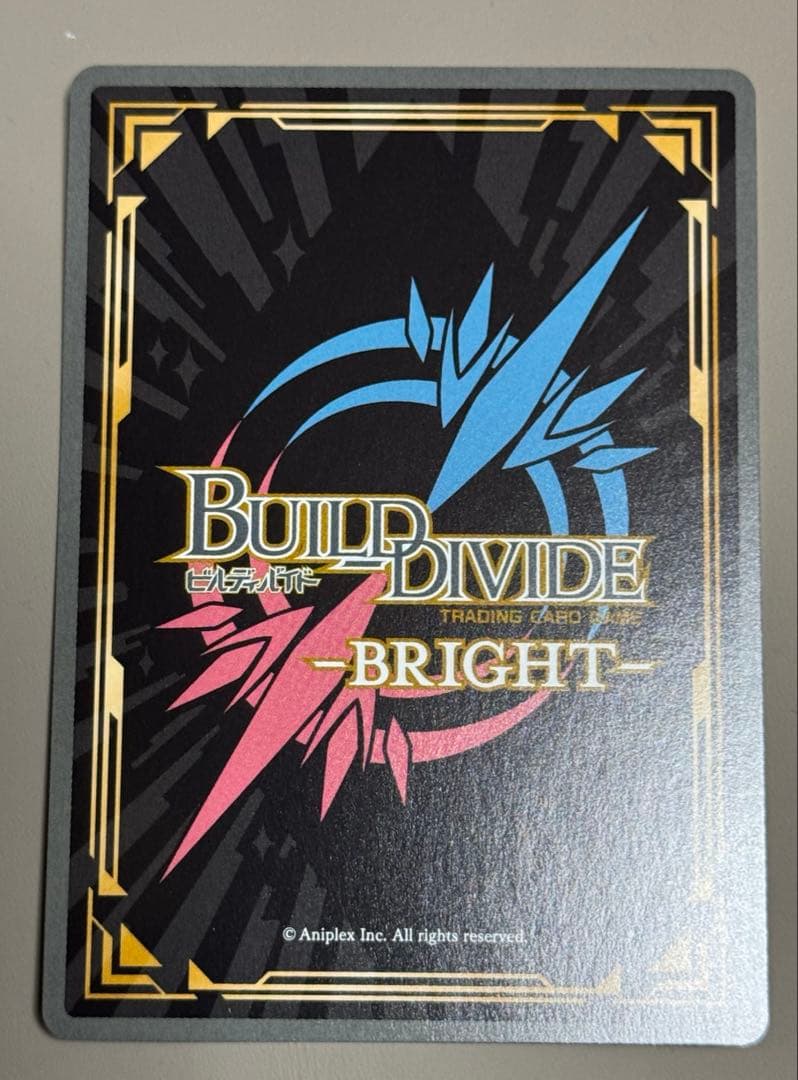 BUILD DIVIDE
ビルディバイド
TRADING CARD GAME
-BRIGHT-
© Aniplex Inc. All rights reserved.